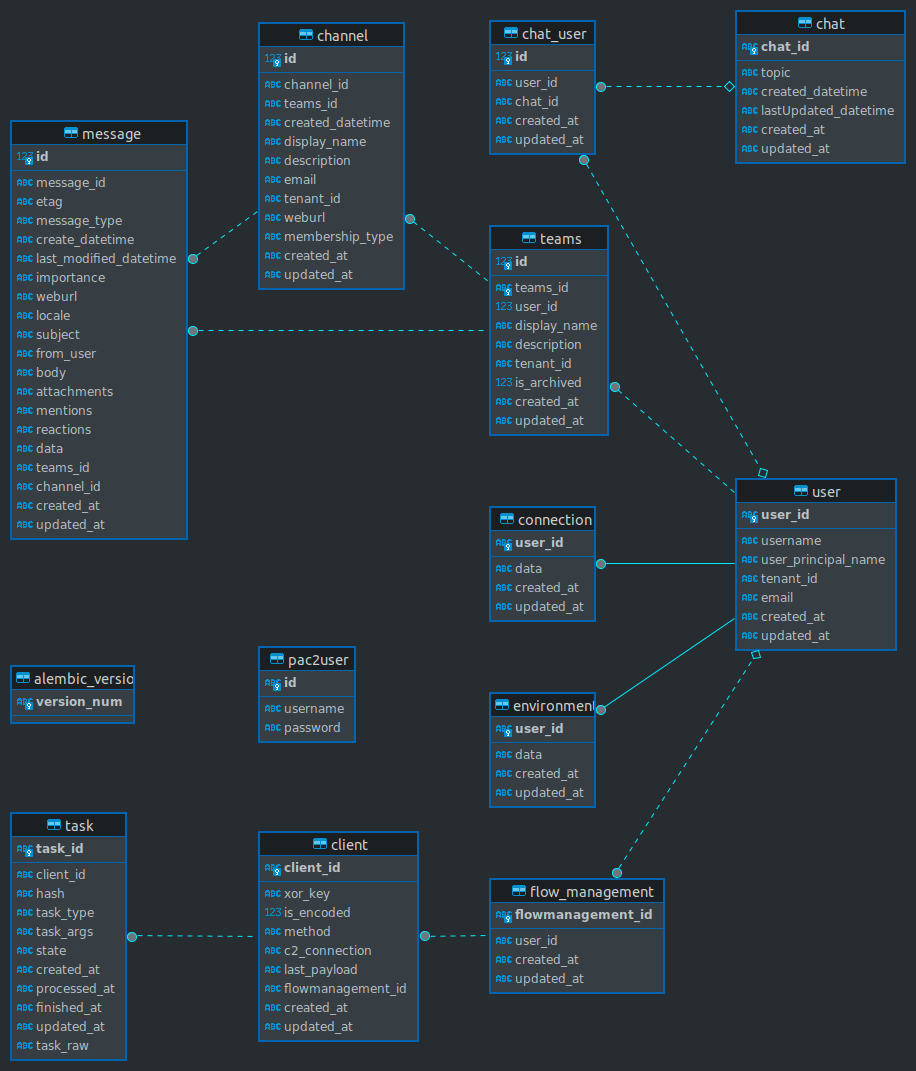 channel
123 id
ABC channel_id
ABC teams_id
ABC created_datetime
ABC display_name
ABC description
ABC email
ABC tenant_id
ABC weburl
ABC membership_type
ABC created_at
ABC updated_at
chat_user
123 id
ABC user_id
ABC chat_id
ABC created_at
ABC updated_at
chat
ABC chat_id
ABC topic
ABC created_datetime
ABC lastUpdated_datetime
ABC created_at
ABC updated_at
message
123 id
ABC message_id
ABC etag
ABC message_type
ABC create_datetime
ABC last_modified_datetime
ABC importance
ABC weburl
ABC locale
ABC subject
ABC from_user
ABC body
ABC attachments
ABC mentions
ABC reactions
ABC data
ABC teams_id
ABC channel_id
ABC created_at
ABC updated_at
teams
123 id
ABC teams_id
123 user_id
ABC display_name
ABC description
ABC tenant_id
123 is_archived
ABC created_at
ABC updated_at
user
ABC user_id
ABC username
ABC user_principal_name
ABC tenant_id
ABC email
ABC created_at
ABC updated_at
connection
ABC user_id
ABC data
ABC created_at
ABC updated_at
alembic_versio
ABC version_num
pac2user
ABC id
ABC username
ABC password
environment
ABC user_id
ABC data
ABC created_at
ABC updated_at
task
ABC task_id
ABC client_id
ABC hash
ABC task_type
ABC task_args
ABC state
ABC created_at
ABC processed_at
ABC finished_at
ABC updated_at
ABC task_raw
client
ABC client_id
ABC xor_key
123 is_encoded
ABC method
ABC c2_connection
ABC last_payload
ABC flowmanagement_id
ABC created_at
ABC updated_at
flow_management
ABC flowmanagement_id
ABC user_id
ABC created_at
ABC updated_at